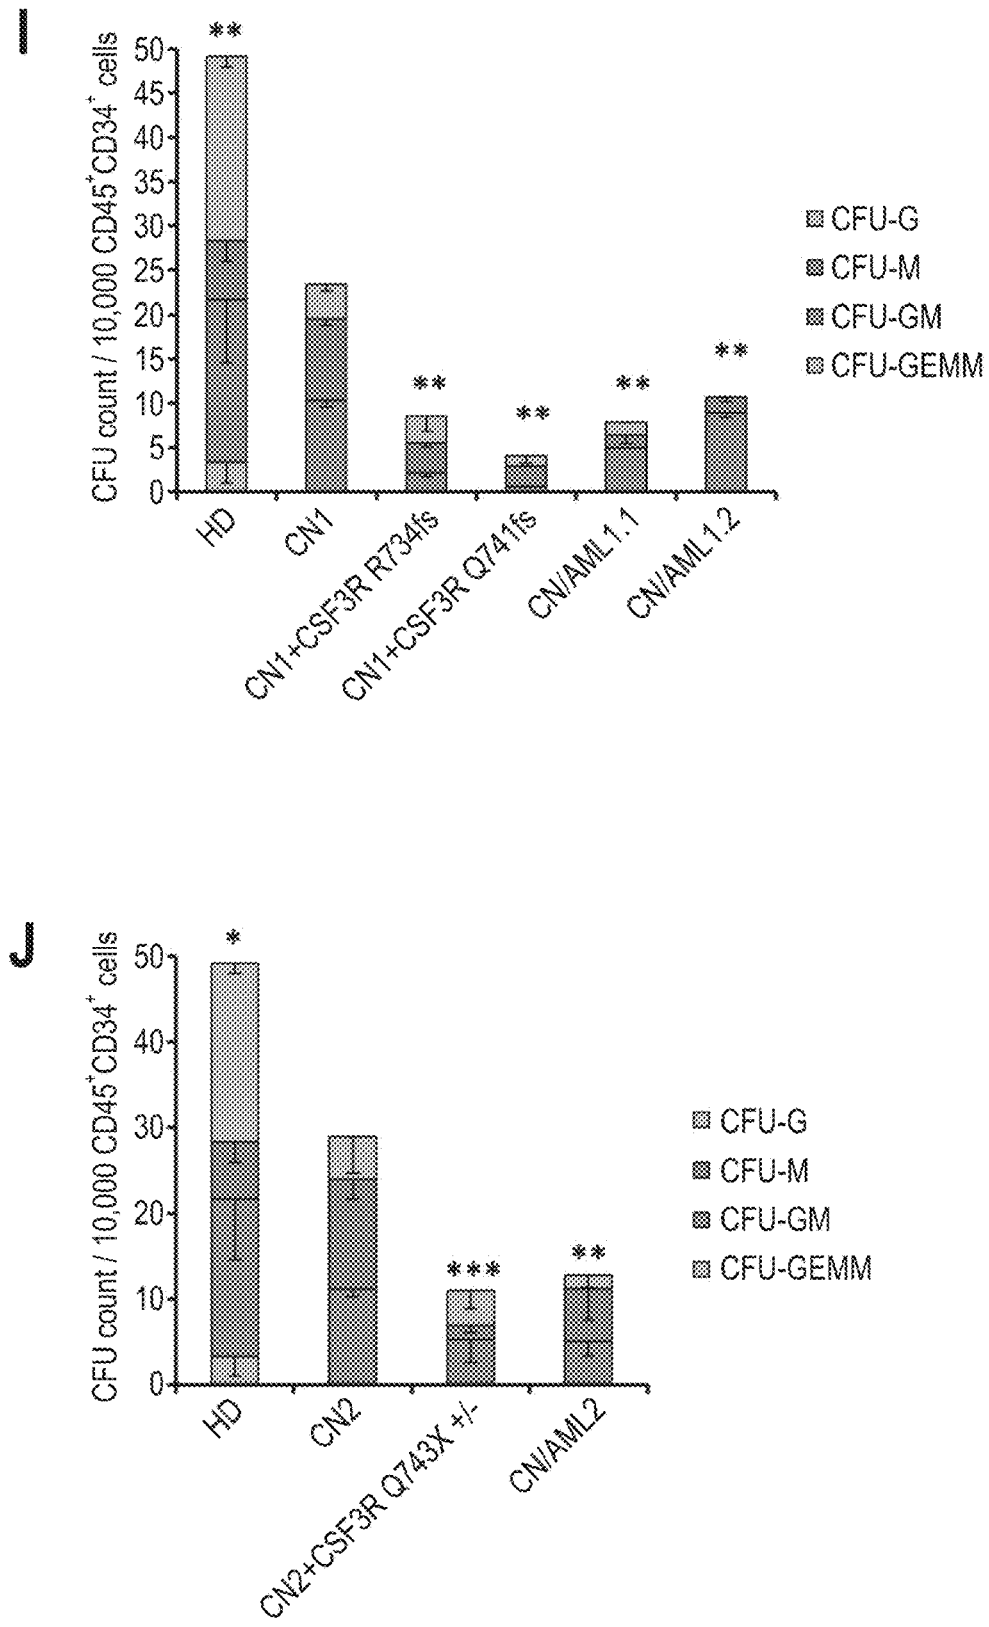 I
CFU count / 10,000 CD45+CD34+ cells
**
50
45
40
35
30
25
20
15
10
5
0
**
**
**
**
HD
CN1
CN1+CSF3R R734fs
CN1+CSF3R Q741fs
CN/AML1.1
CN/AML1.2
CFU-G
CFU-M
CFU-GM
CFU-GEMM
J
CFU count / 10,000 CD45+CD34+ cells
*
50
40
30
20
10
0
***
**
HD
CN2
CN2+CSF3R Q743X +/-
CN/AML2
CFU-G
CFU-M
CFU-GM
CFU-GEMM